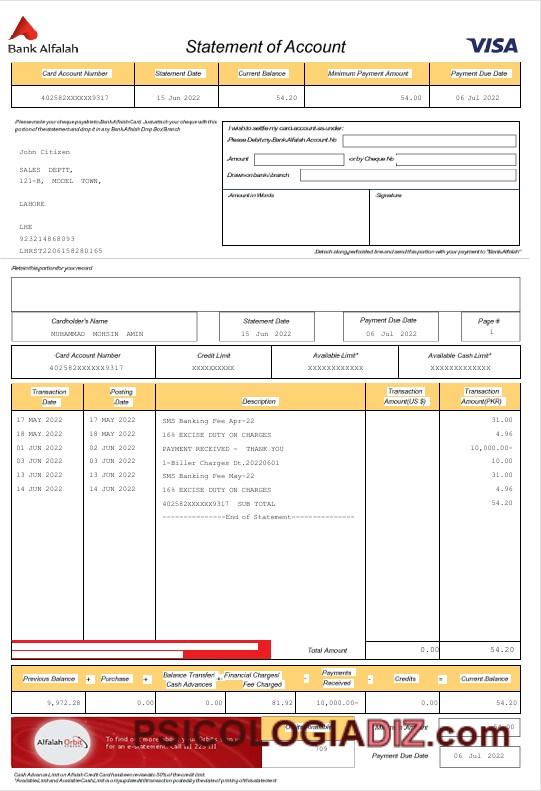 Bank Alfalah
Statement of Account
VISA
Card Account Number Statement Date Current Balance Minimum Payment Amount Payment Due Date
402582XXXXXX9317 15 Jun 2022 54.20 54.00 06 Jul 2022
Please make your cheque payable to Bank Alfalah Card. Just attach your cheque with this
portion of the statement and drop it in any Bank Alfalah Drop Box/Branch
I wish to settle my card account as under:
Please Debit my Bank Alfalah Account No
Amount or by Cheque No
Drawn on bank / branch
Amount in Words Signature
John Citizen
SALES DEPTT,
121-B, MODEL TOWN,
LAHORE
LHE
923214868093
LHRST2206158280165
Detach along perforated line and send this portion with your payment to "Bank Alfalah"
Retain this portion for your record
Cardholder's Name Statement Date Payment Due Date Page #
MUHAMMAD MOHSIN AMIN 15 Jun 2022 06 Jul 2022 1
Card Account Number Credit Limit Available Limit* Available Cash Limit*
402582XXXXXX9317 XXXXXXXXXX XXXXXXXXXXXX XXXXXXXXXXXX
Transaction Date Posting Date Description Transaction Amount(US $) Transaction Amount(PKR)
17 MAY 2022 17 MAY 2022 SMS Banking Fee Apr-22 31.00
18 MAY 2022 18 MAY 2022 16% EXCISE DUTY ON CHARGES 4.96
01 JUN 2022 02 JUN 2022 PAYMENT RECEIVED - THANK YOU 10,000.00-
03 JUN 2022 03 JUN 2022 1-Biller Charges Dt.20220601 10.00
13 JUN 2022 13 JUN 2022 SMS Banking Fee May-22 31.00
14 JUN 2022 14 JUN 2022 16% EXCISE DUTY ON CHARGES 4.96
402582XXXXXX9317 SUB TOTAL 54.20
---------------End of Statement---------------
Total Amount 0.00 54.20
Previous Balance + Purchase + Balance Transfer/ Cash Advances + Financial Charges/ Fee Charged - Payments Received - Credits = Current Balance
9,972.28 0.00 0.00 81.92 10,000.00- 0.00 54.20
Alfalah Orbit
To find out more about your Orbits
for an e-statement, call 111 225 111
PSICOLOGIADIZ.com
709
Payment Due Date 06 Jul 2022
Cash Advance Limit on Alfalah Credit Card has been revised to 50% of the credit limit.
*Available Limit and Available Cash Limit is only updated till transaction posted by the date of printing of this statement